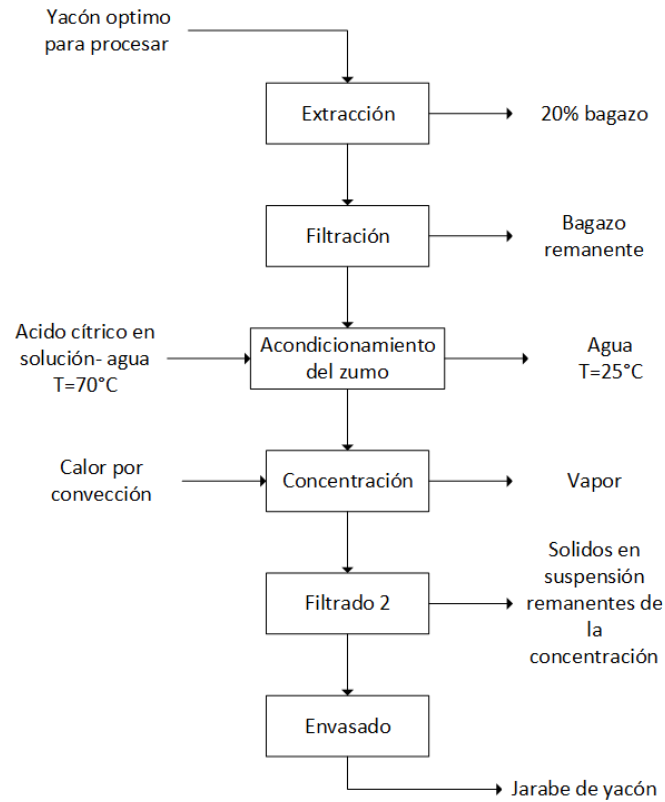 Yacón optimo
para procesar
Extracción
20% bagazo
Filtración
Bagazo
remanente
Acido cítrico en
solución- agua
T=70°C
Acondicionamiento
del zumo
Agua
T=25°C
Calor por
convección
Concentración
Vapor
Filtrado 2
Solidos en
suspensión
remanentes de
la
concentración
Envasado
Jarabe de yacón